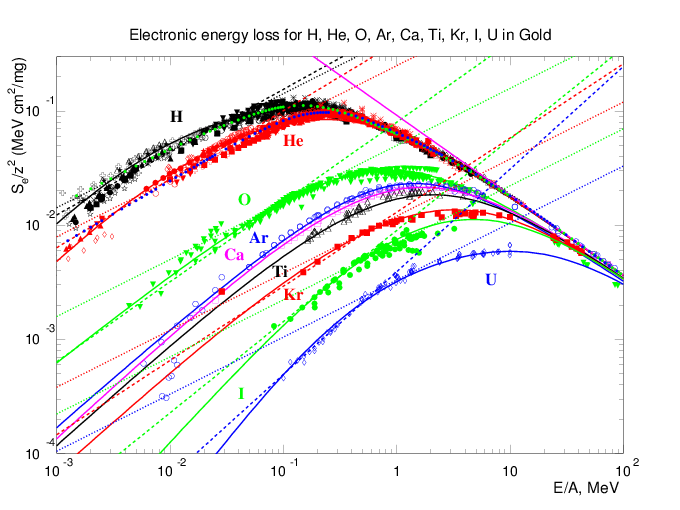 Electronic energy loss for H, He, O, Ar, Ca, Ti, Kr, I, U in Gold
S_e/z^2 (MeV cm^2/mg)
10^-1
10^-2
10^-3
10^-4
H
He
O
Ar
Ca
Ti
Kr
U
I
10^-3 10^-2 10^-1 1 10 10^2
E/A, MeV